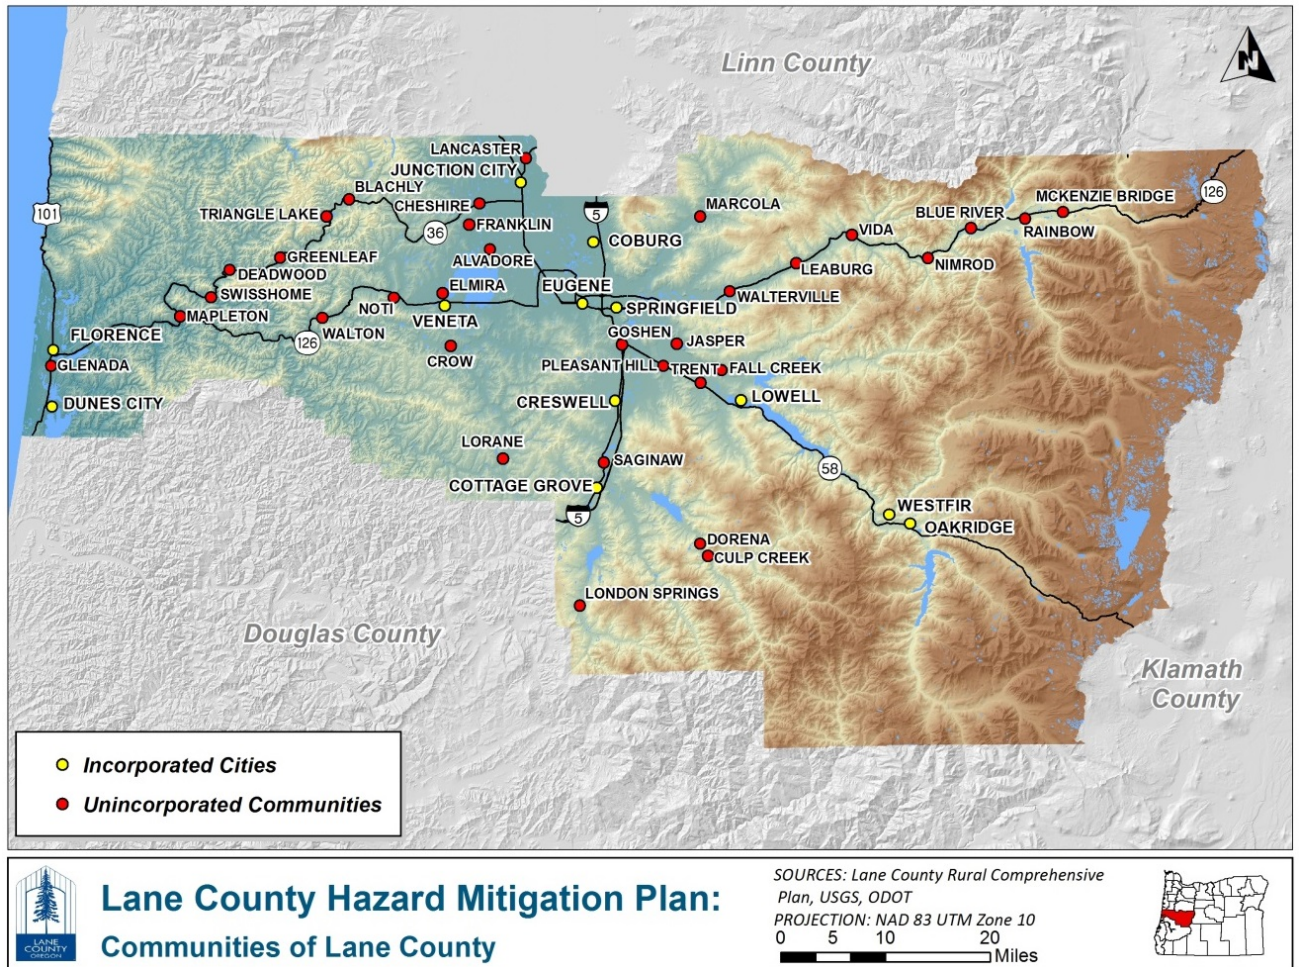 N
Linn County
LANCASTER
JUNCTION CITY
BLACHLY
CHESHIRE
TRIANGLE LAKE
101
36
FRANKLIN
5
MARCOLA
MCKENZIE BRIDGE
126
BLUE RIVER
RAINBOW
COBURG
VIDA
GREENLEAF
ALVADORE
DEADWOOD
LEABURG
NIMROD
SWISSHOME
ELMIRA
EUGENE
WALTERVILLE
NOTI
MAPLETON
VENETA
SPRINGFIELD
WALTON
FLORENCE
126
GOSHEN
JASPER
CROW
GLENADA
PLEASANT HILL
TRENT
FALL CREEK
DUNES CITY
CRESWELL
LOWELL
LORANE
SAGINAW
58
COTTAGE GROVE
5
WESTFIR
OAKRIDGE
DORENA
CULP CREEK
LONDON SPRINGS
Douglas County
Klamath
County
Incorporated Cities
Unincorporated Communities
LANE
COUNTY
OREGON
Lane County Hazard Mitigation Plan:
Communities of Lane County
SOURCES: Lane County Rural Comprehensive
Plan, USGS, ODOT
PROJECTION: NAD 83 UTM Zone 10
0 5 10 20
Miles